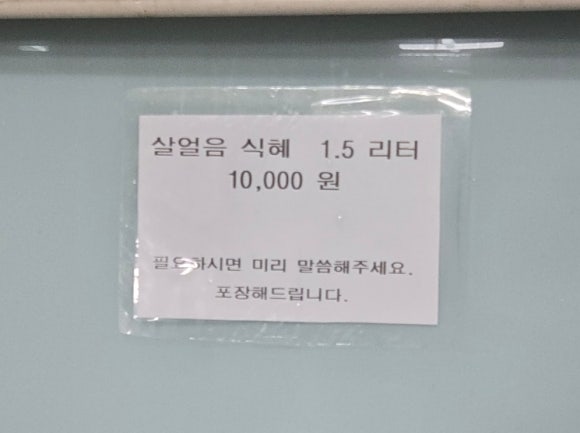 살얼음 식혜 1.5 리터
10,000 원
필요하시면 미리 말씀해주세요.
포장해드립니다.